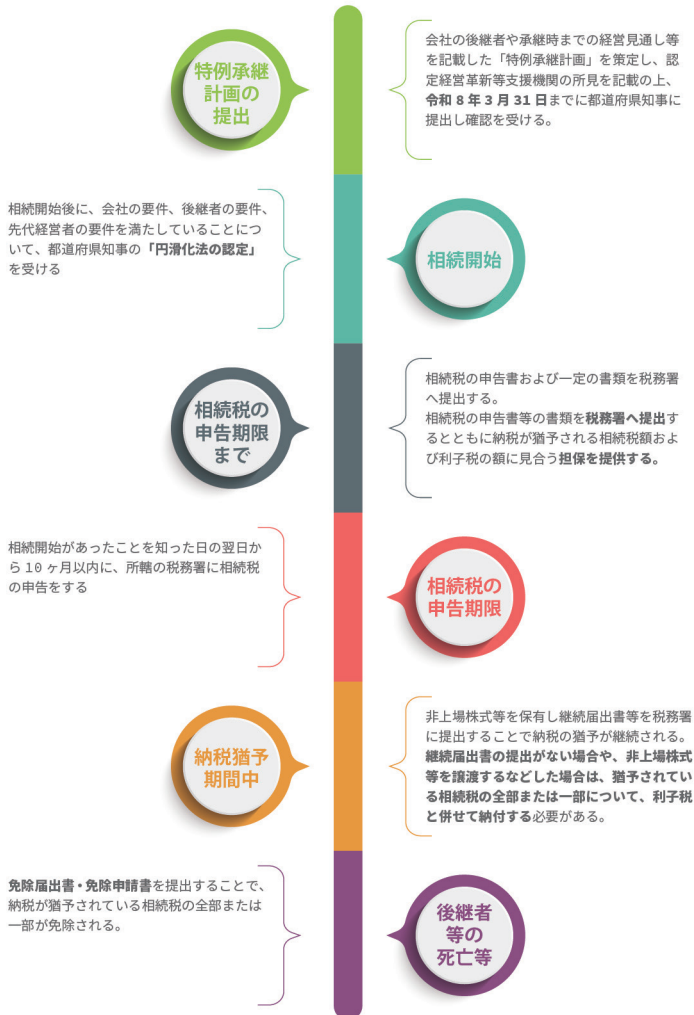 特例承継
計画の
提出
会社の後継者や承継時までの経営見通し等
を記載した「特例承継計画」を策定し、認
定経営革新等支援機関の所見を記載の上、
令和 8 年 3 月 31 日までに都道府県知事に
提出し確認を受ける。
相続開始後に、会社の要件、後継者の要件、
先代経営者の要件を満たしていることにつ
いて、都道府県知事の「円滑化法の認定」
を受ける
相続開始
相続税の
申告期限
まで
相続税の申告書および一定の書類を税務署
へ提出する。
相続税の申告書等の書類を税務署へ提出す
るとともに納税が猶予される相続税額およ
び利子税の額に見合う担保を提供する。
相続開始があったことを知った日の翌日か
ら 10 ヶ月以内に、所轄の税務署に相続税
の申告をする
相続税の
申告期限
納税猶予
期間中
非上場株式等を保有し継続届出書等を税務署
に提出することで納税の猶予が継続される。
継続届出書の提出がない場合や、非上場株式
等を譲渡するなどした場合は、猶予されてい
る相続税の全部または一部について、利子税
と併せて納付する必要がある。
免除届出書・免除申請書を提出することで、
納税が猶予されている相続税の全部または
一部が免除される。
後継者
等の
死亡等